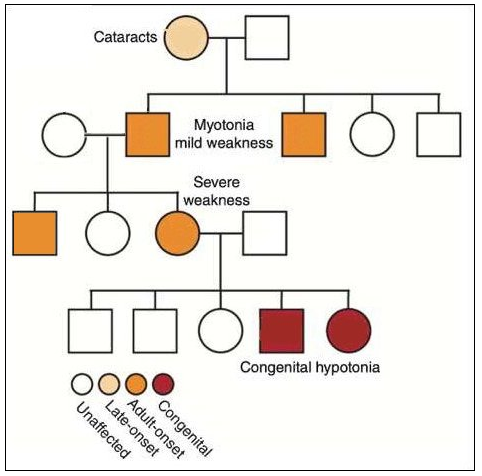 Cataracts
Myotonia
mild weakness
Severe
weakness
Congenital hypotonia
Unaffected
Late-onset
Adult-onset
Congenital